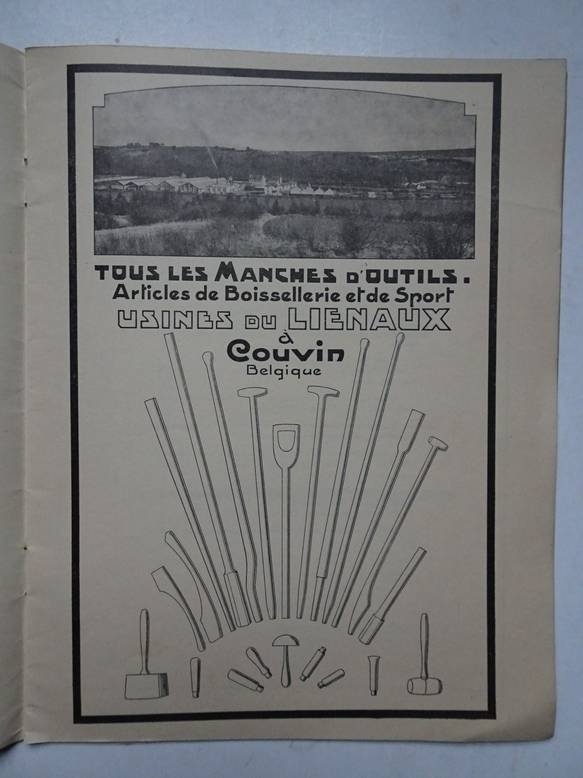 TOUS LES MANCHES D'OUTILS.
Articles de Boissellerie et de Sport
USINES DU LIENAUX
à
Couvin
Belgique